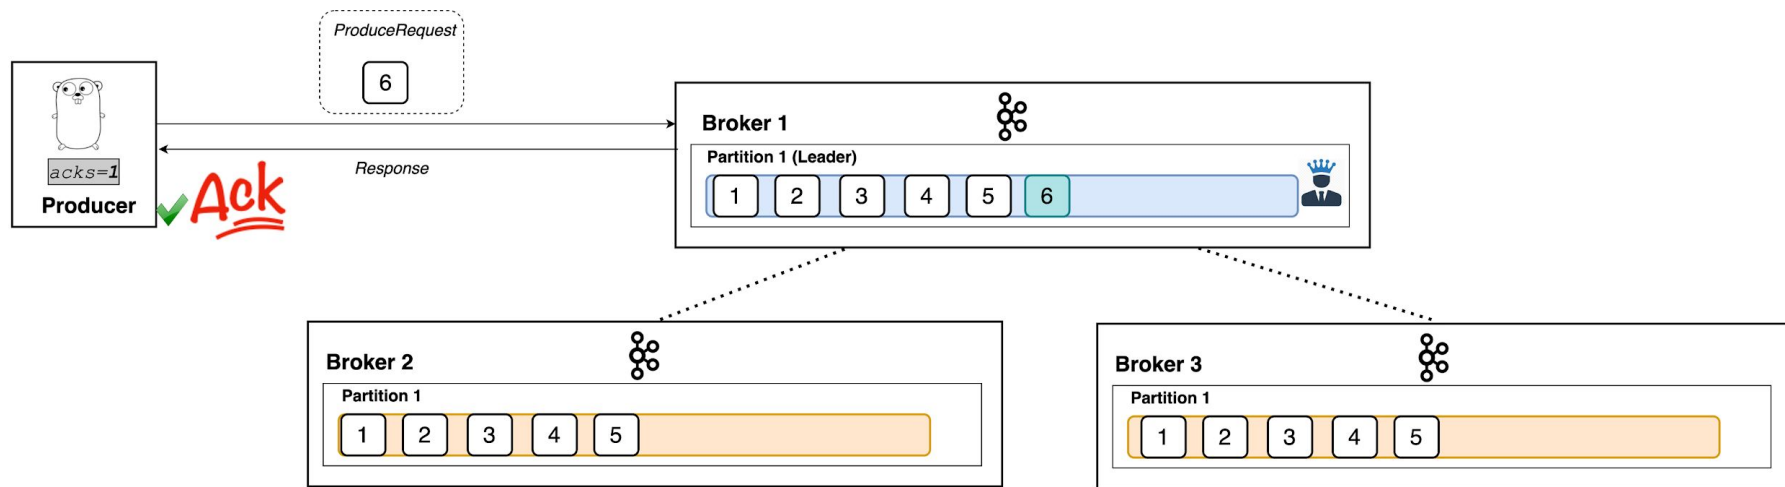 ProduceRequest
6
acks=1
Producer
Ack
Response
Broker 1
Partition 1 (Leader)
1 2 3 4 5 6
Broker 2
Partition 1
1 2 3 4 5
Broker 3
Partition 1
1 2 3 4 5